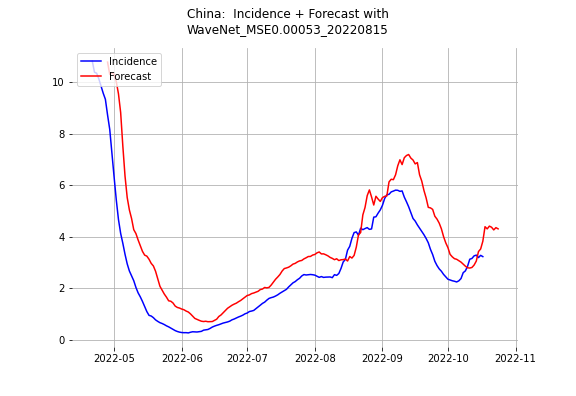 China:  Incidence + Forecast with
WaveNet_MSE0.00053_20220815
Incidence
Forecast
10
8
6
4
2
0
2022-05 2022-06 2022-07 2022-08 2022-09 2022-10 2022-11